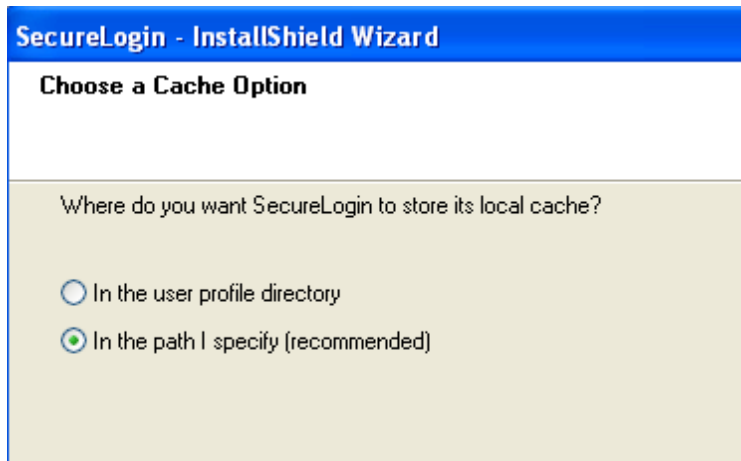 SecureLogin - InstallShield Wizard
Choose a Cache Option
Where do you want SecureLogin to store its local cache?
In the user profile directory
In the path I specify (recommended)